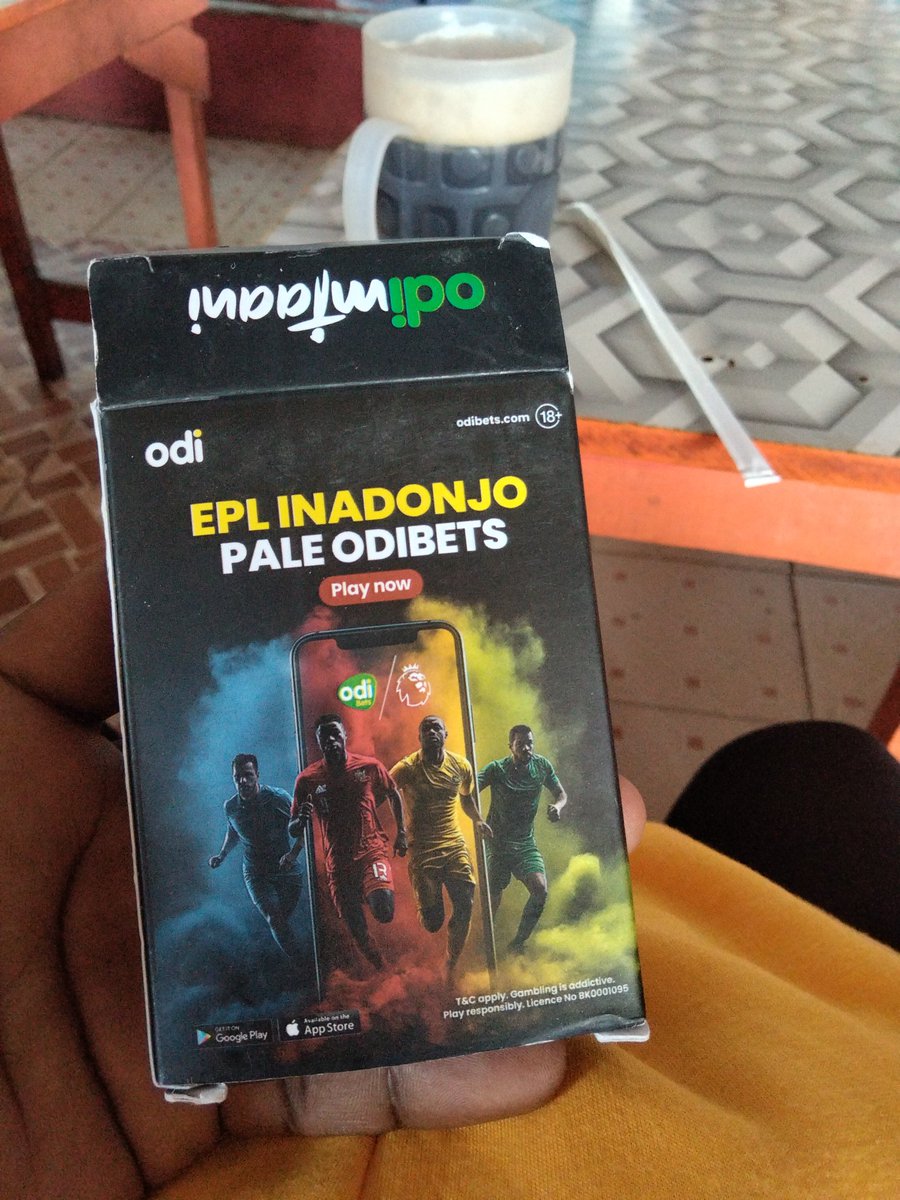 odimtaani
odi
odibets.com 18+
EPL INADONJO
PALE ODIBETS
Play now
odi
Bets
T&C apply. Gambling is addictive.
Play responsibly. Licence No BK0001095
GET IT ON
Google Play
Available on the
App Store